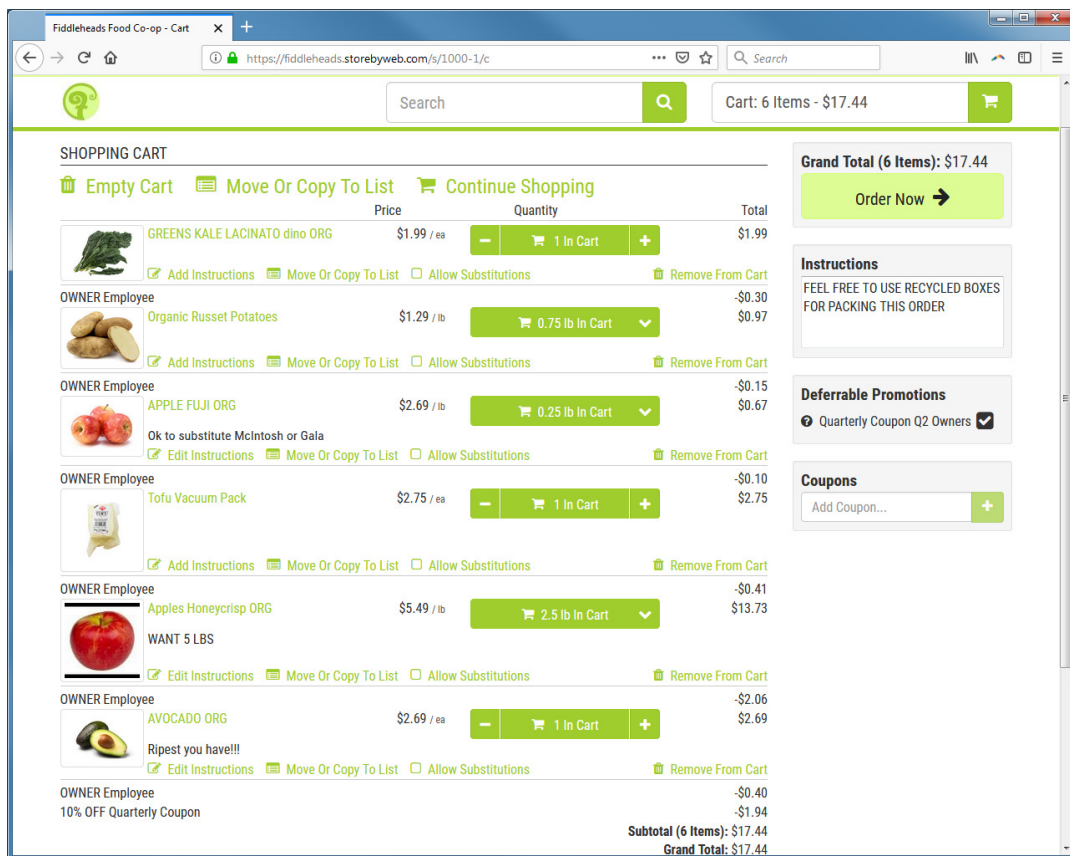 Fiddleheads Food Co-op - Cart
https://fiddleheads.storebyweb.com/s/1000-1/c
Search
Search
Cart: 6 Items - $17.44
SHOPPING CART
Empty Cart Move Or Copy To List Continue Shopping
Price Quantity Total
GREENS KALE LACINATO dino ORG $1.99 / ea 1 In Cart $1.99
Add Instructions Move Or Copy To List Allow Substitutions Remove From Cart
OWNER Employee -$0.30
Organic Russet Potatoes $1.29 / lb 0.75 lb In Cart $0.97
Add Instructions Move Or Copy To List Allow Substitutions Remove From Cart
OWNER Employee -$0.15
APPLE FUJI ORG $2.69 / lb 0.25 lb In Cart $0.67
Ok to substitute McIntosh or Gala
Edit Instructions Move Or Copy To List Allow Substitutions Remove From Cart
OWNER Employee -$0.10
Tofu Vacuum Pack $2.75 / ea 1 In Cart $2.75
Add Instructions Move Or Copy To List Allow Substitutions Remove From Cart
OWNER Employee -$0.41
Apples Honeycrisp ORG $5.49 / lb 2.5 lb In Cart $13.73
WANT 5 LBS
Edit Instructions Move Or Copy To List Allow Substitutions Remove From Cart
OWNER Employee -$2.06
AVOCADO ORG $2.69 / ea 1 In Cart $2.69
Ripest you have!!!
Edit Instructions Move Or Copy To List Allow Substitutions Remove From Cart
OWNER Employee -$0.40
10% OFF Quarterly Coupon -$1.94
Subtotal (6 Items): $17.44
Grand Total: $17.44
Grand Total (6 Items): $17.44
Order Now
Instructions
FEEL FREE TO USE RECYCLED BOXES
FOR PACKING THIS ORDER
Deferrable Promotions
Quarterly Coupon Q2 Owners
Coupons
Add Coupon...